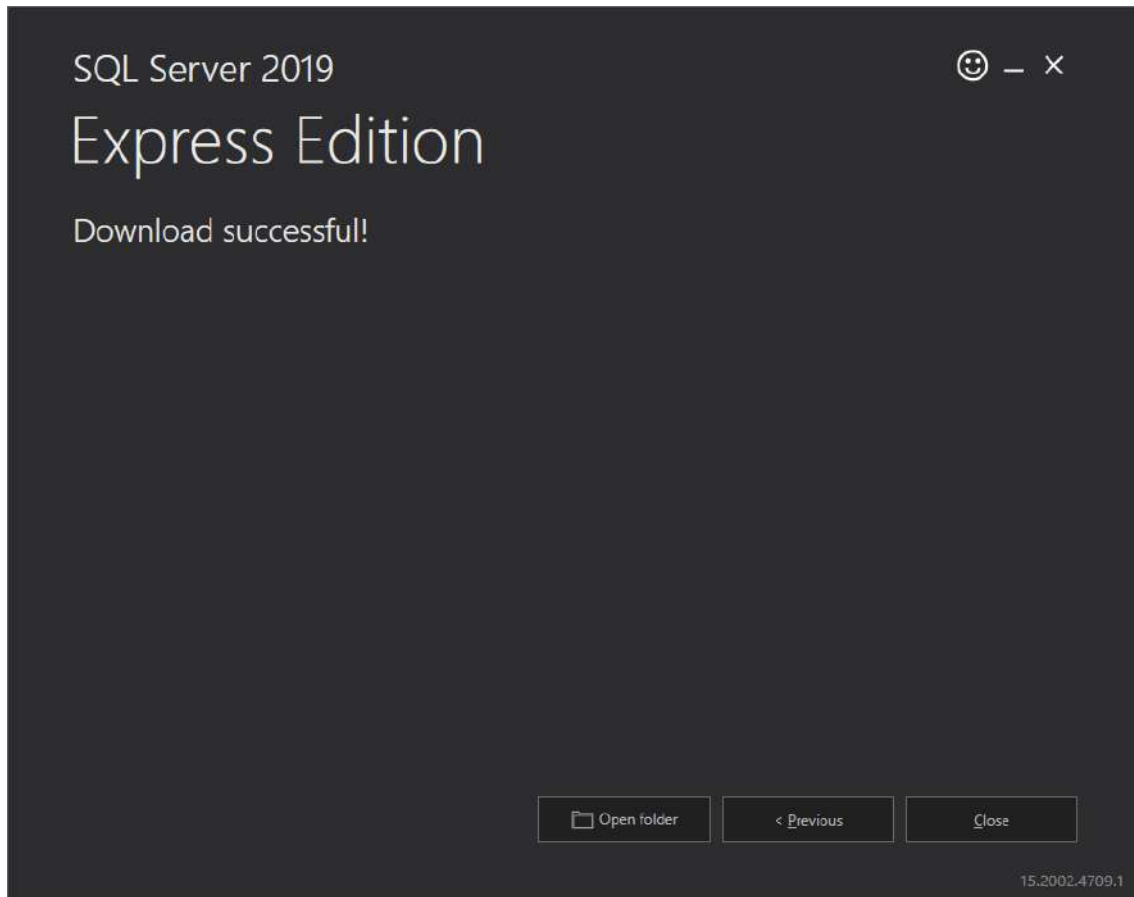 SQL Server 2019
Express Edition
Download successful!
Open folder
< Previous
Close
15.2002.4709.1